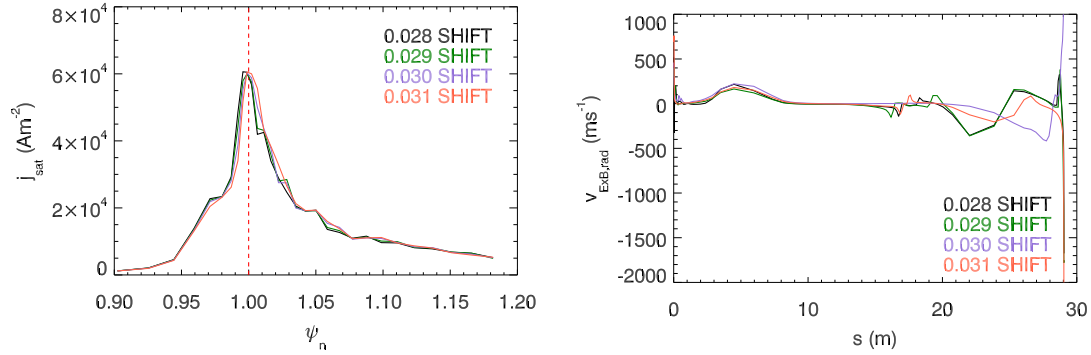 8×10⁴
6×10⁴
4×10⁴
2×10⁴
0
j_sat (Am⁻²)
0.028 SHIFT
0.029 SHIFT
0.030 SHIFT
0.031 SHIFT
0.90 0.95 1.00 1.05 1.10 1.15 1.20
ψ_n
1000
500
0
-500
-1000
-1500
-2000
v_ExB,rad (ms⁻¹)
0.028 SHIFT
0.029 SHIFT
0.030 SHIFT
0.031 SHIFT
0 10 20 30
s (m)